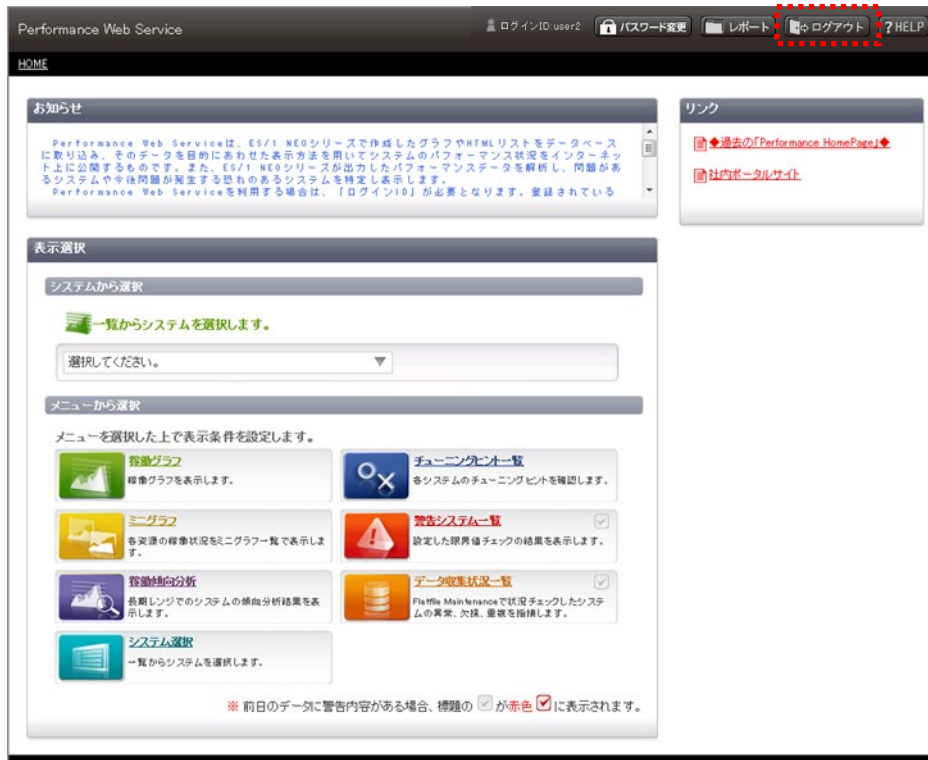 Performance Web Service
ログインID:user2
パスワード変更
レポート
ログアウト
?HELP
HOME
お知らせ
Performance Web Serviceは、ES/1 NEOシリーズで作成したグラフやHTMLリストをデータベース
に取り込み、そのデータを目的にあわせた表示方法を用いてシステムのパフォーマンス状況をインターネッ
ト上に公開するものです。また、ES/1 NEOシリーズが出力したパフォーマンスデータを解析し、問題があ
るシステムや今後問題が発生する恐れのあるシステムを特定し表示します。
Performance Web Serviceを利用する場合は、「ログインID」が必要となります。登録されている
リンク
◆過去の「Performance HomePage」◆
社内ポータルサイト
表示選択
システムから選択
一覧からシステムを選択します。
選択してください。
メニューから選択
メニューを選択した上で表示条件を設定します。
稼働グラフ
稼働グラフを表示します。
チューニングヒント一覧
各システムのチューニングヒントを確認します。
ミニグラフ
各資源の稼働状況をミニグラフ一覧で表示しま
す。
警告システム一覧
設定した限界値チェックの結果を表示します。
稼働傾向分析
長期レンジでのシステムの傾向分析結果を表
示します。
データ収集状況一覧
Flatfile Maintenanceで状況チェックしたシステ
ムの異常、欠損、重複を指摘します。
システム選択
一覧からシステムを選択します。
※ 前日のデータに警告内容がある場合、標題の が赤色 に表示されます。